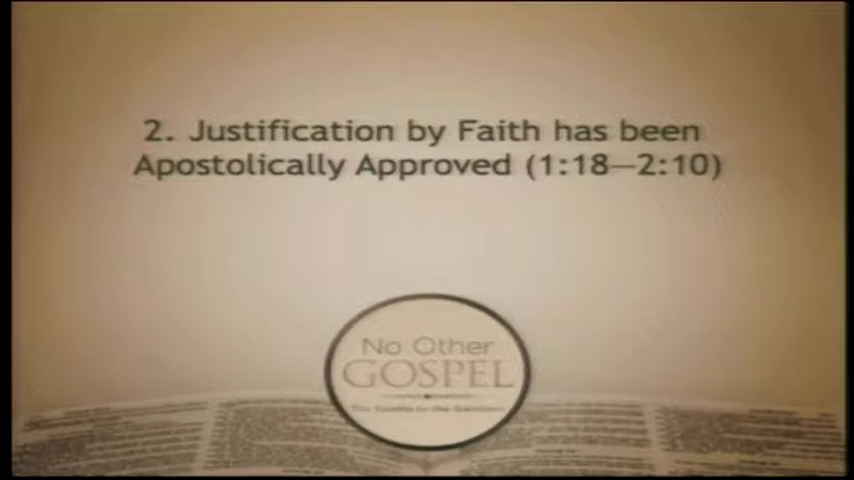 2. Justification by Faith has been
Apostolically Approved (1:18—2:10)
No Other
GOSPEL